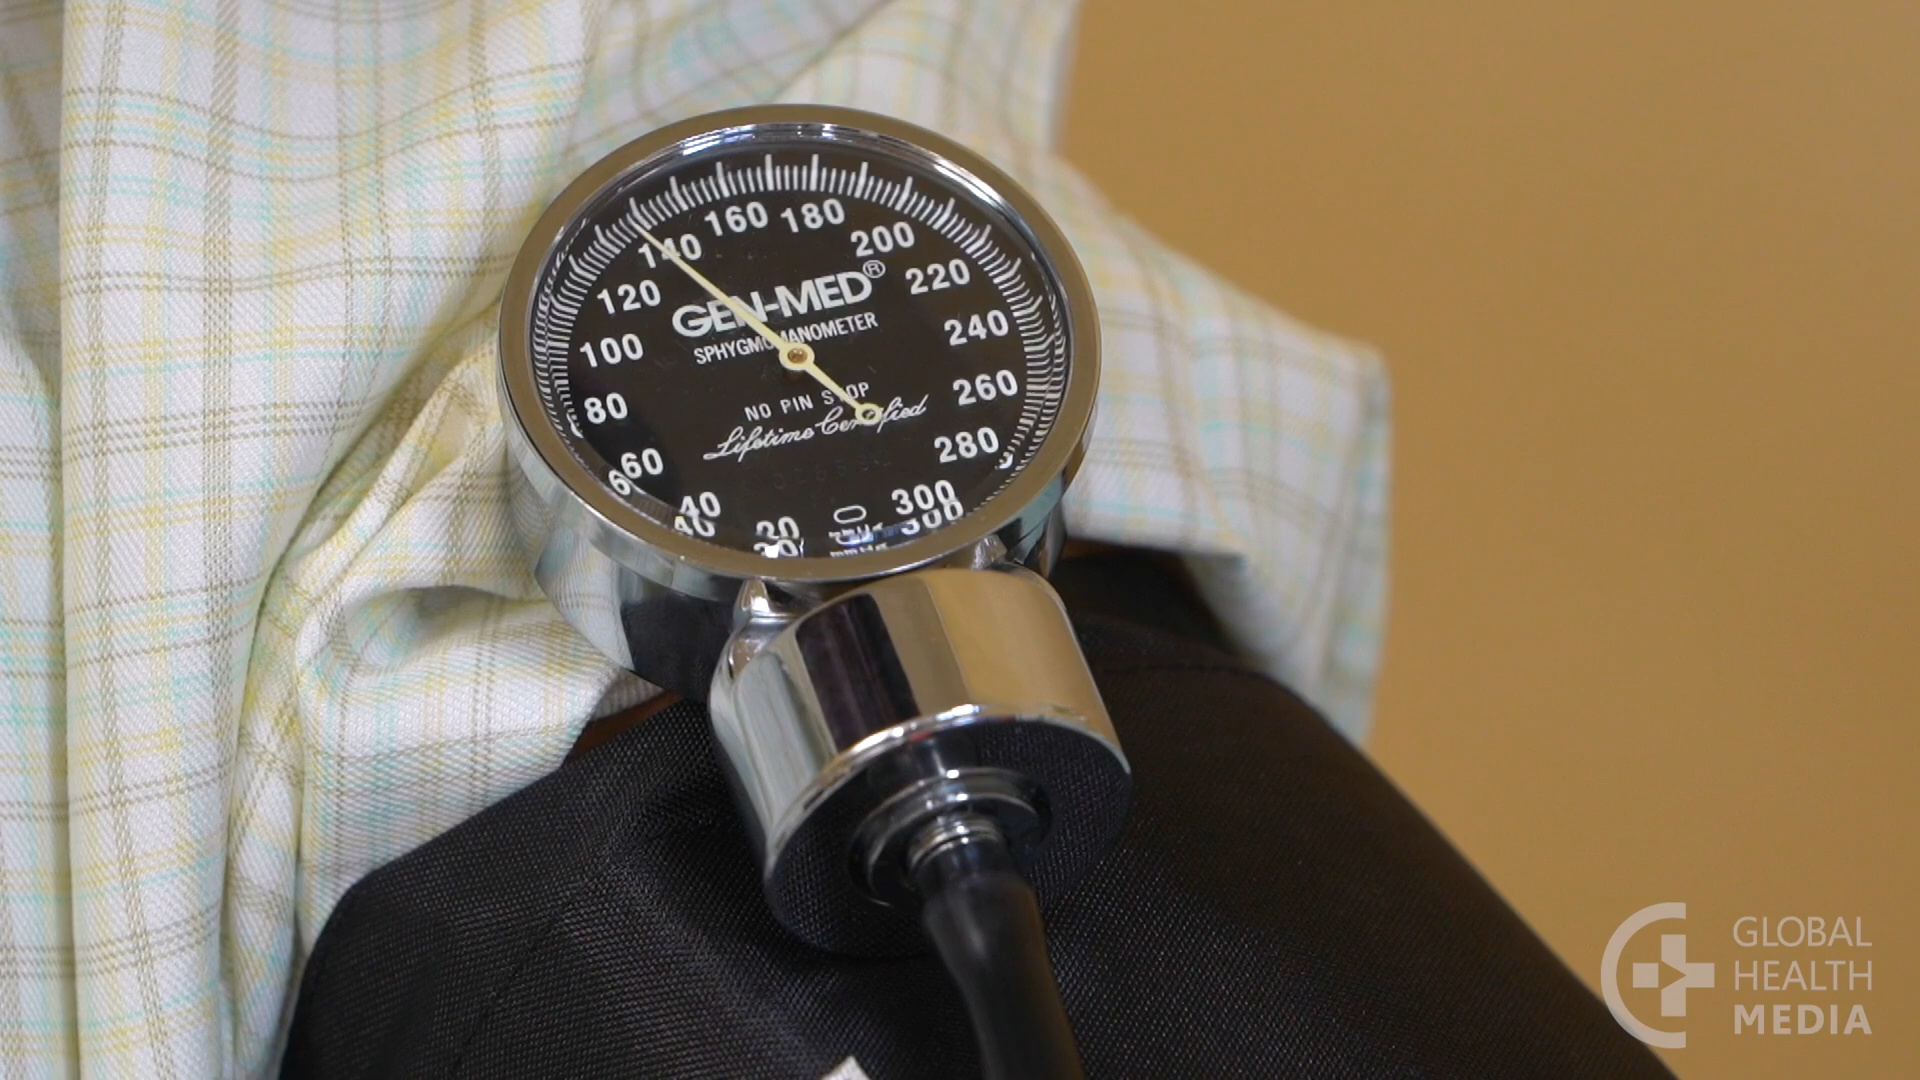 160 180
140 200
120 220
GEN-MED®
SPHYGMOMANOMETER
100 240
80 260
NO PIN STOP
Lifetime Certified
60 280
40 300
20 0
GLOBAL
HEALTH
MEDIA